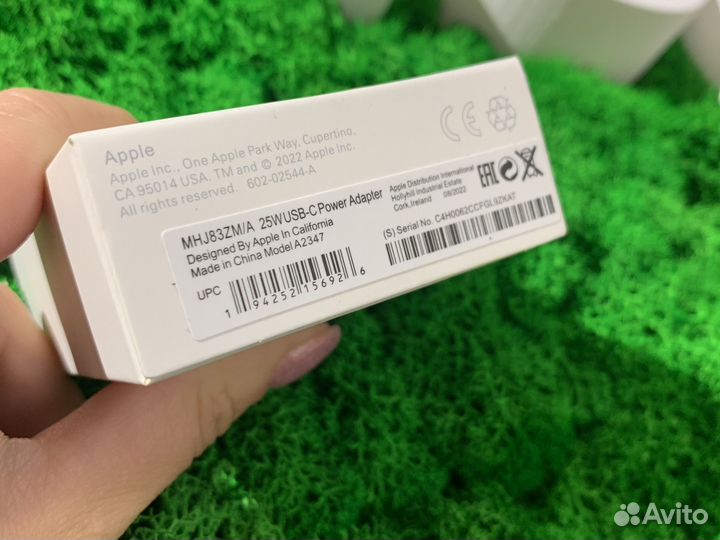 Apple
Apple Inc., One Apple Park Way, Cupertino,
CA 95014 USA. TM and © 2022 Apple Inc.
All rights reserved. 602-02544-A
CE
MHJ83ZM/A 25WUSB-C Power Adapter
Designed By Apple In California
Made in China Model A2347
UPC
1 94252 15692 6
Apple Distribution International
Hollyhill Industrial Estate
Cork,Ireland 08/2022
EAC
(S) Serial No. C4H0062CCFGL9ZKAT
Avito